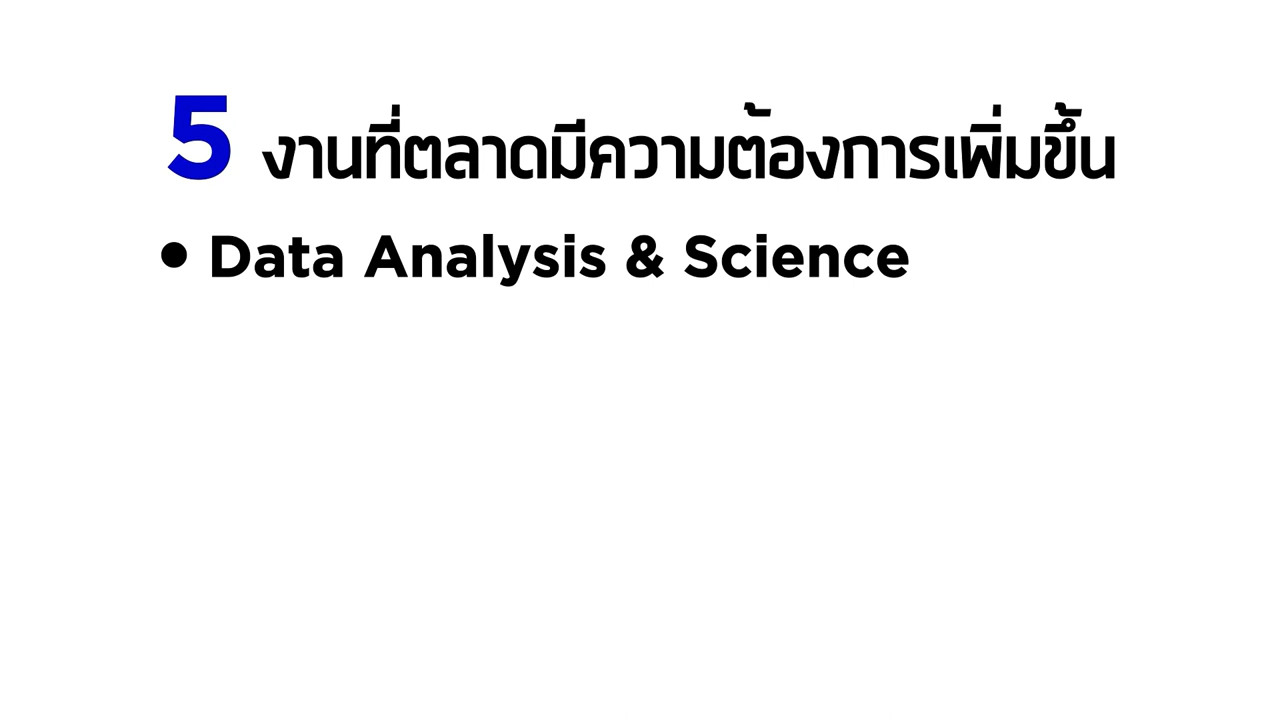 5 งานที่ตลาดมีความต้องการเพิ่มขึ้น
• Data Analysis & Science